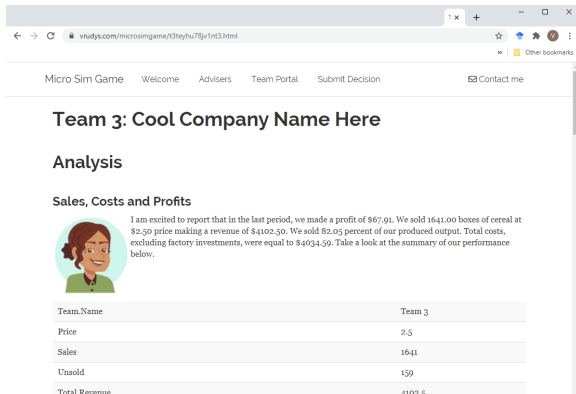 1
vrudys.com/microsimgame/t3teyhu78jv1nt3.html
V
» Other bookmarks
Micro Sim Game Welcome Advisers Team Portal Submit Decision Contact me
Team 3: Cool Company Name Here
Analysis
Sales, Costs and Profits
I am excited to report that in the last period, we made a profit of $67.91. We sold 1641.00 boxes of cereal at
$2.50 price making a revenue of $4102.50. We sold 82.05 percent of our produced output. Total costs,
excluding factory investments, were equal to $4034.59. Take a look at the summary of our performance
below.
Team.Name Team 3
Price 2.5
Sales 1641
Unsold 159
Total Revenue 4102.5